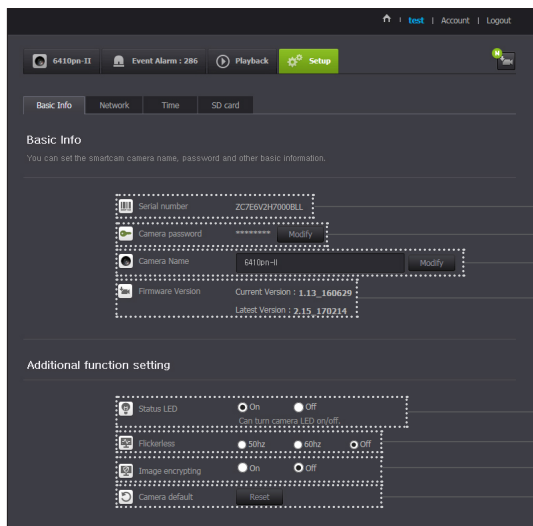 test | Account | Logout
6410pn-II Event Alarm : 286 Playback Setup
N
Basic Info Network Time SD card
Basic Info
You can set the smartcam camera name, password and other basic information.
Serial number ZC7E6V2H7000BLL
Camera password ******** Modify
Camera Name 6410pn-II Modify
Firmware Version Current Version : 1.13_160629
Latest Version : 2.15_170214
Additional function setting
Status LED On Off
Can turn camera LED on/off.
Flickerless 50hz 60hz Off
Image encrypting On Off
Camera default Reset